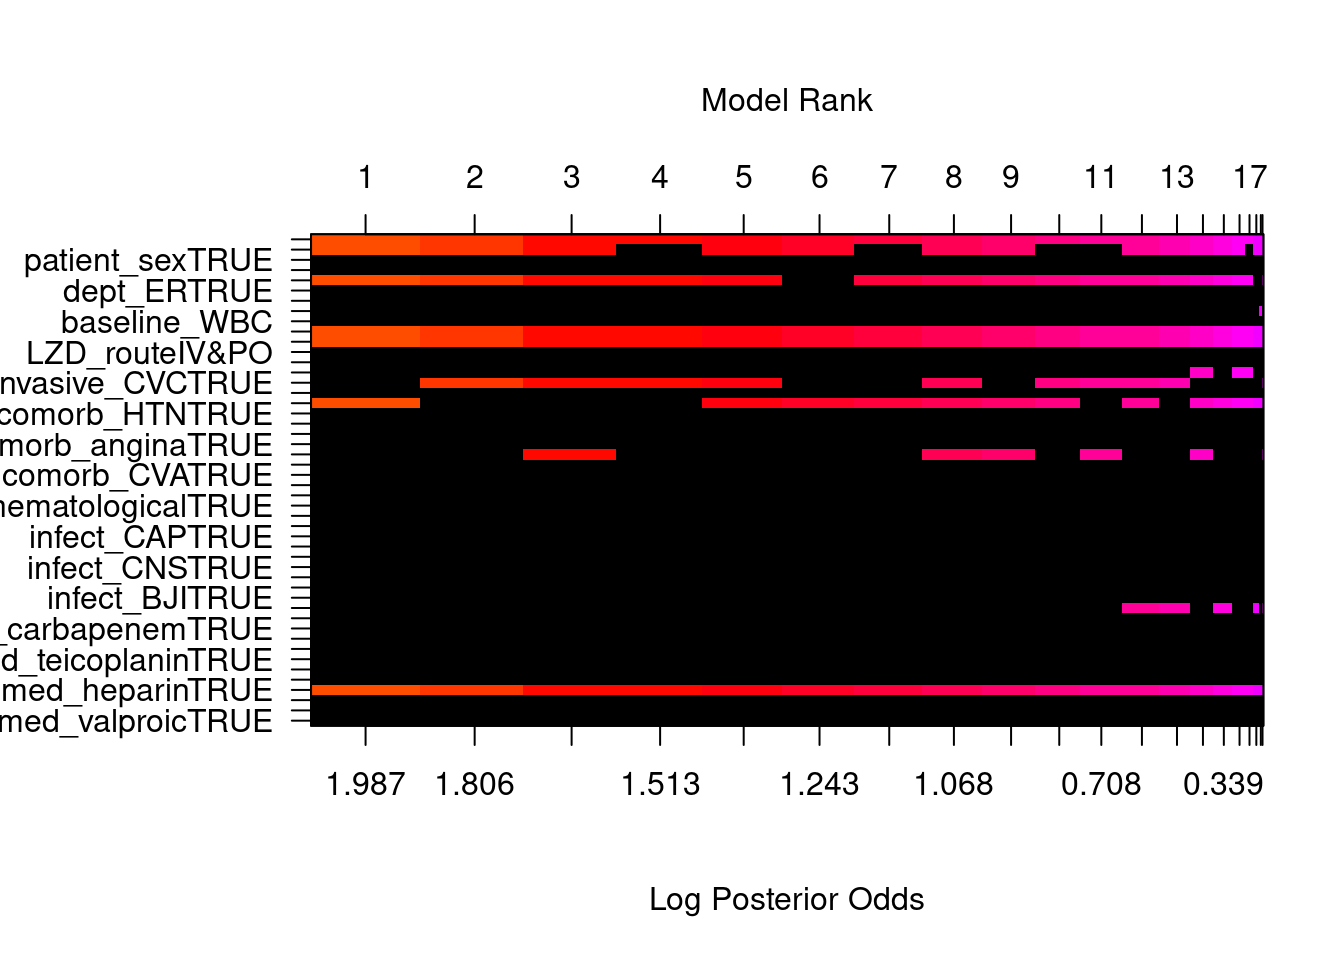 Model Rank
1 2 3 4 5 6 7 8 9 11 13 17
patient_sexTRUE
dept_ERTRUE
baseline_WBC
LZD_routeIV&PO
nvasive_CVCTRUE
comorb_HTNTRUE
morb_anginaTRUE
comorb_CVATRUE
hematologicalTRUE
infect_CAPTRUE
infect_CNSTRUE
infect_BJITRUE
_carbapenemTRUE
d_teicoplaninTRUE
med_heparinTRUE
med_valproicTRUE
1.987 1.806 1.513 1.243 1.068 0.708 0.339
Log Posterior Odds